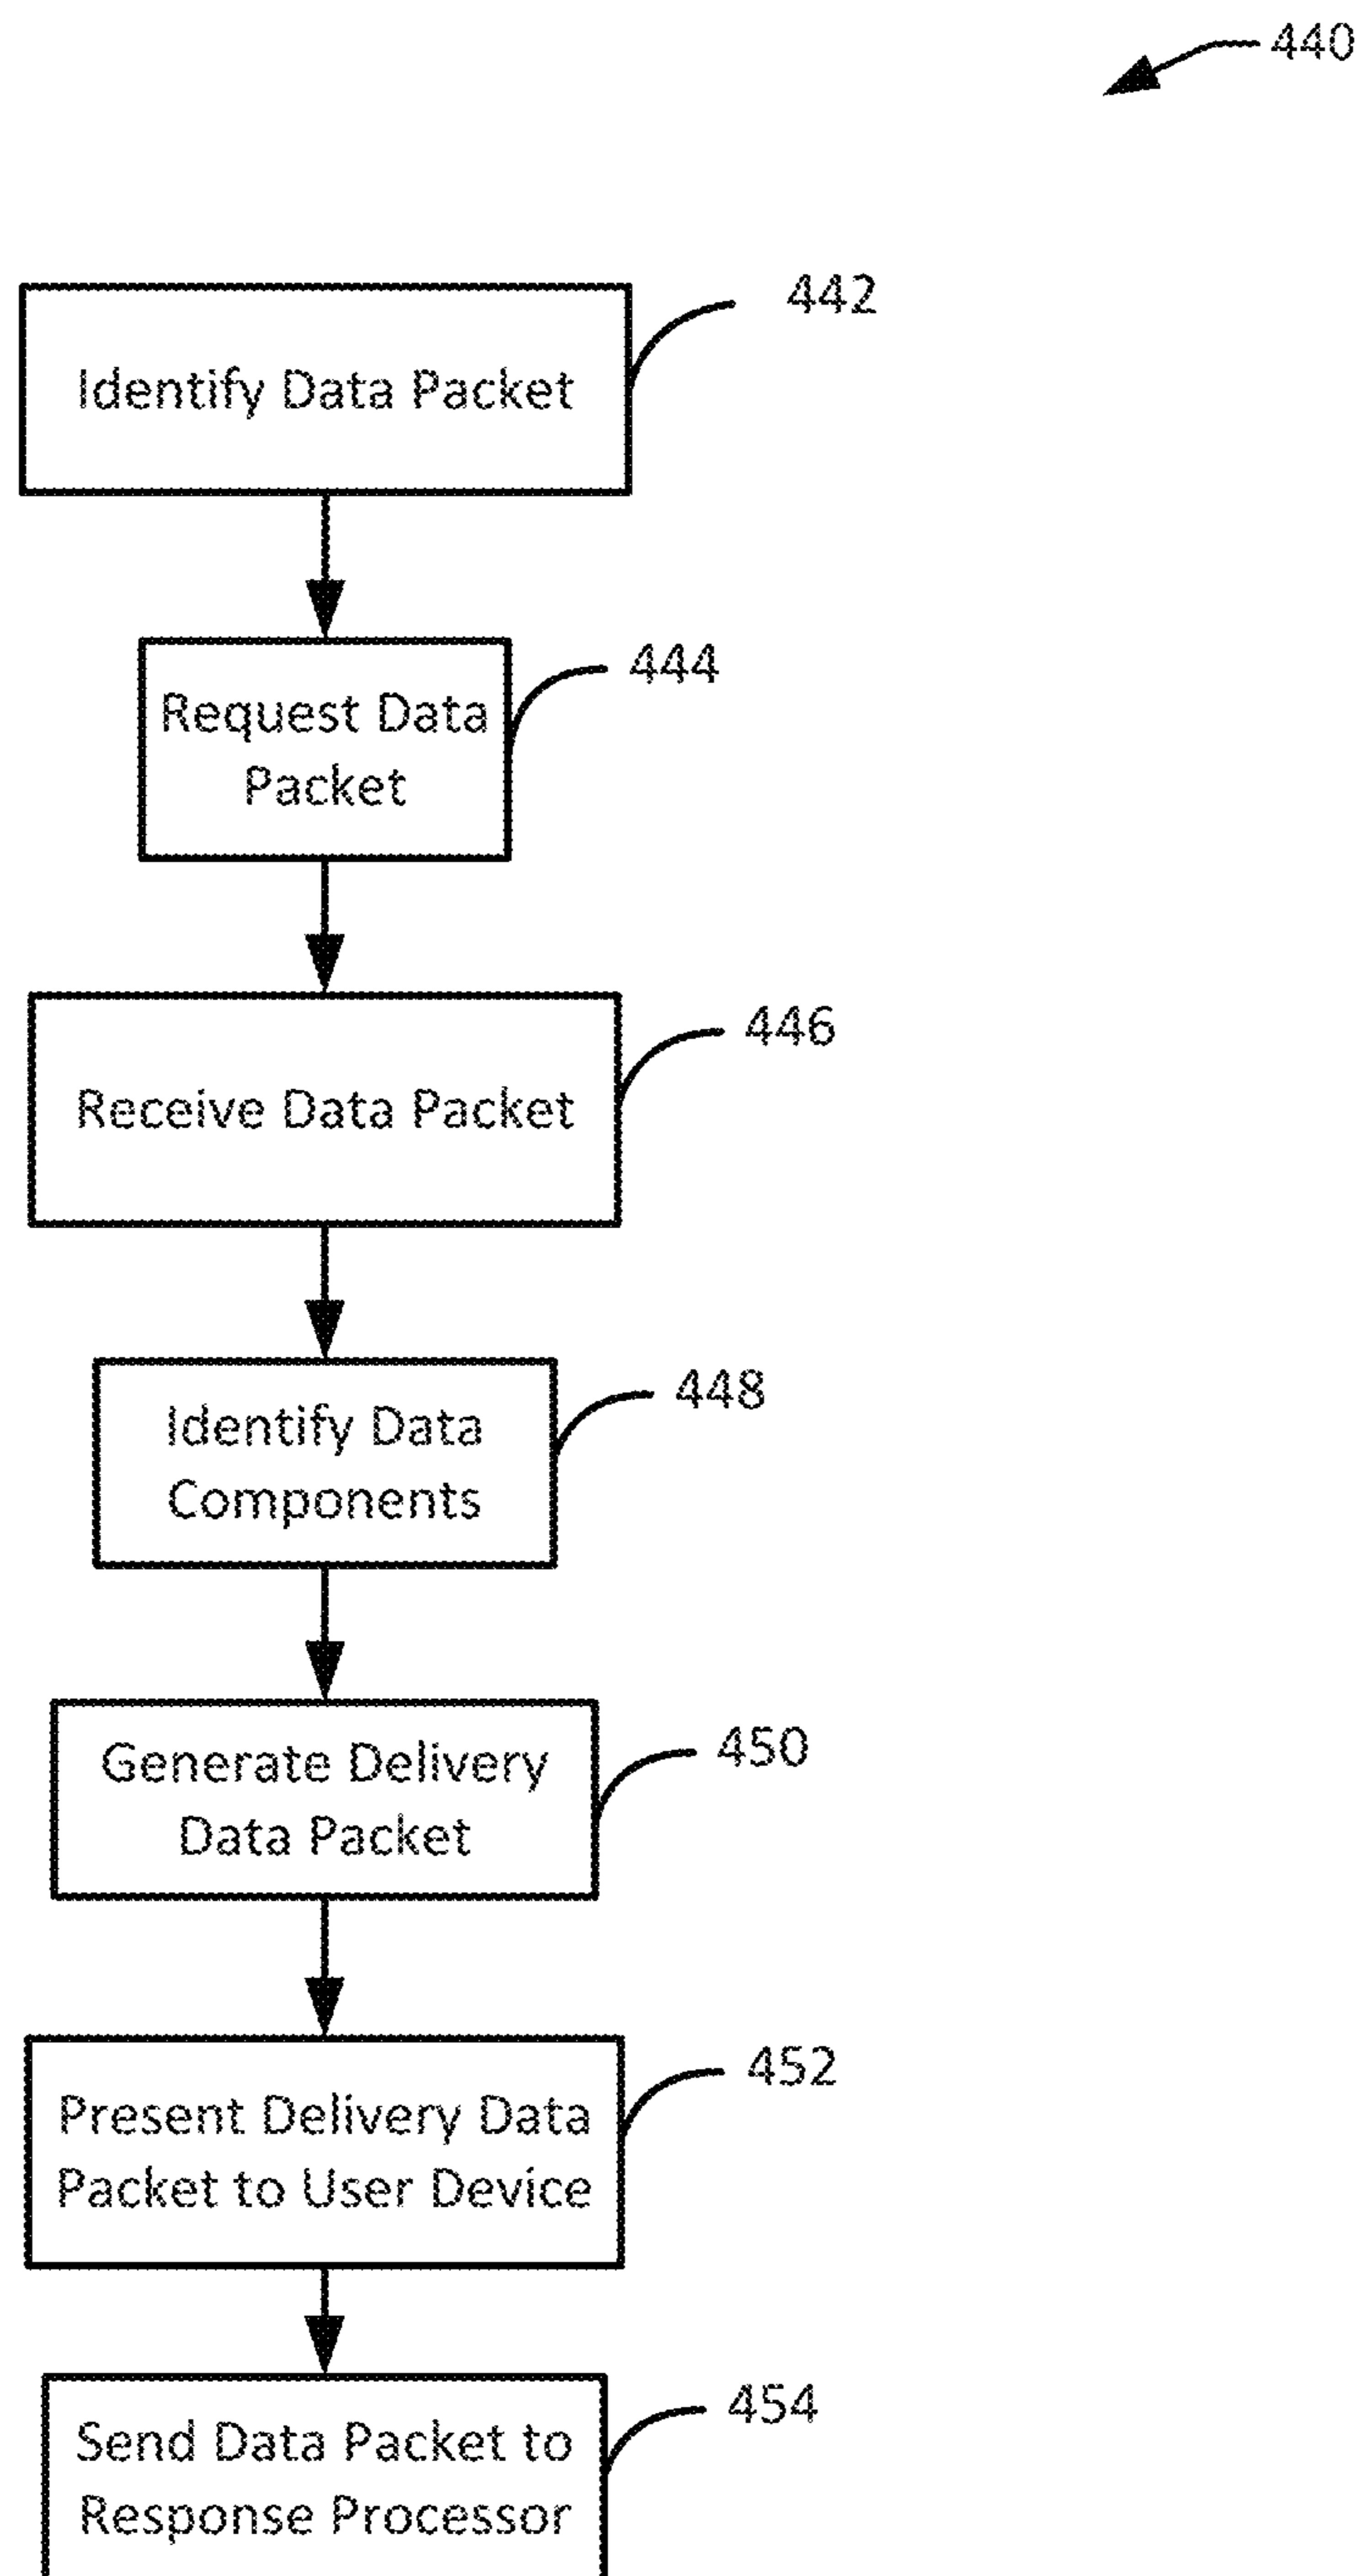 440
442
Identify Data Packet
444
Request Data
Packet
446
Receive Data Packet
448
Identify Data
Components
450
Generate Delivery
Data Packet
452
Present Delivery Data
Packet to User Device
454
Send Data Packet to
Response Processor